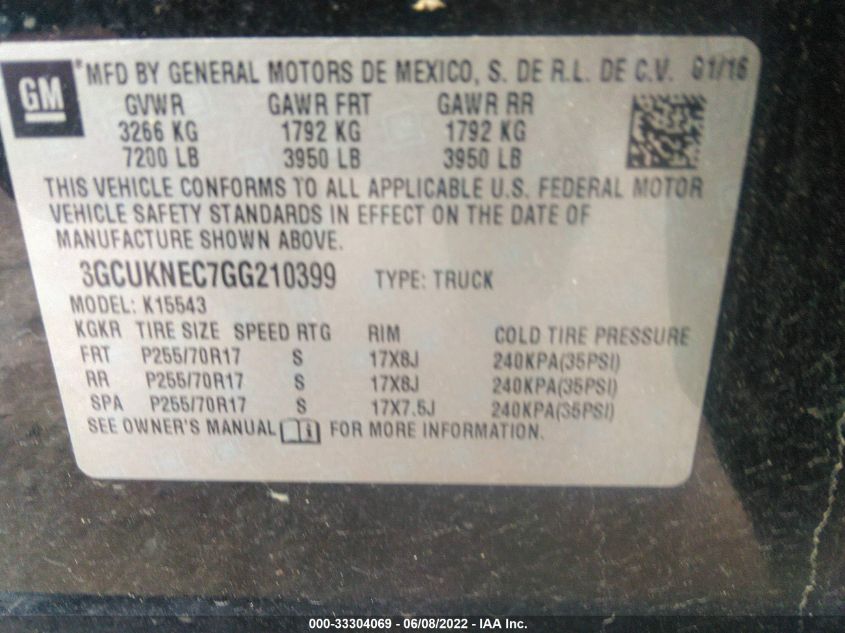 GM ® MFD BY GENERAL MOTORS DE MEXICO, S. DE R.L. DE C.V. 01/16
GVWR GAWR FRT GAWR RR
3266 KG 1792 KG 1792 KG
7200 LB 3950 LB 3950 LB
THIS VEHICLE CONFORMS TO ALL APPLICABLE U.S. FEDERAL MOTOR
VEHICLE SAFETY STANDARDS IN EFFECT ON THE DATE OF
MANUFACTURE SHOWN ABOVE.
3GCUKNEC7GG210399 TYPE: TRUCK
MODEL: K15543
KGKR TIRE SIZE SPEED RTG RIM COLD TIRE PRESSURE
FRT P255/70R17 S 17X8J 240KPA(35PSI)
RR P255/70R17 S 17X8J 240KPA(35PSI)
SPA P255/70R17 S 17X7.5J 240KPA(35PSI)
SEE OWNER'S MANUAL i FOR MORE INFORMATION.
000-33304069 - 06/08/2022 - IAA Inc.